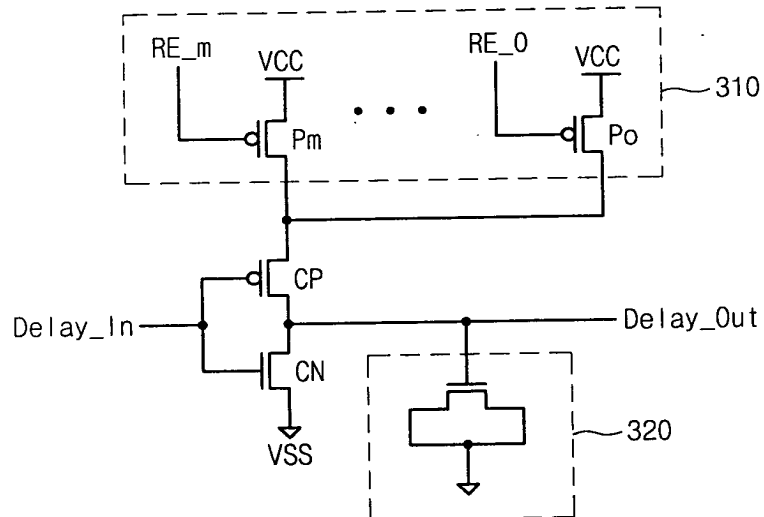 RE_m
VCC
RE_0
VCC
310
Pm
Po
CP
Delay_In
Delay_Out
CN
320
VSS